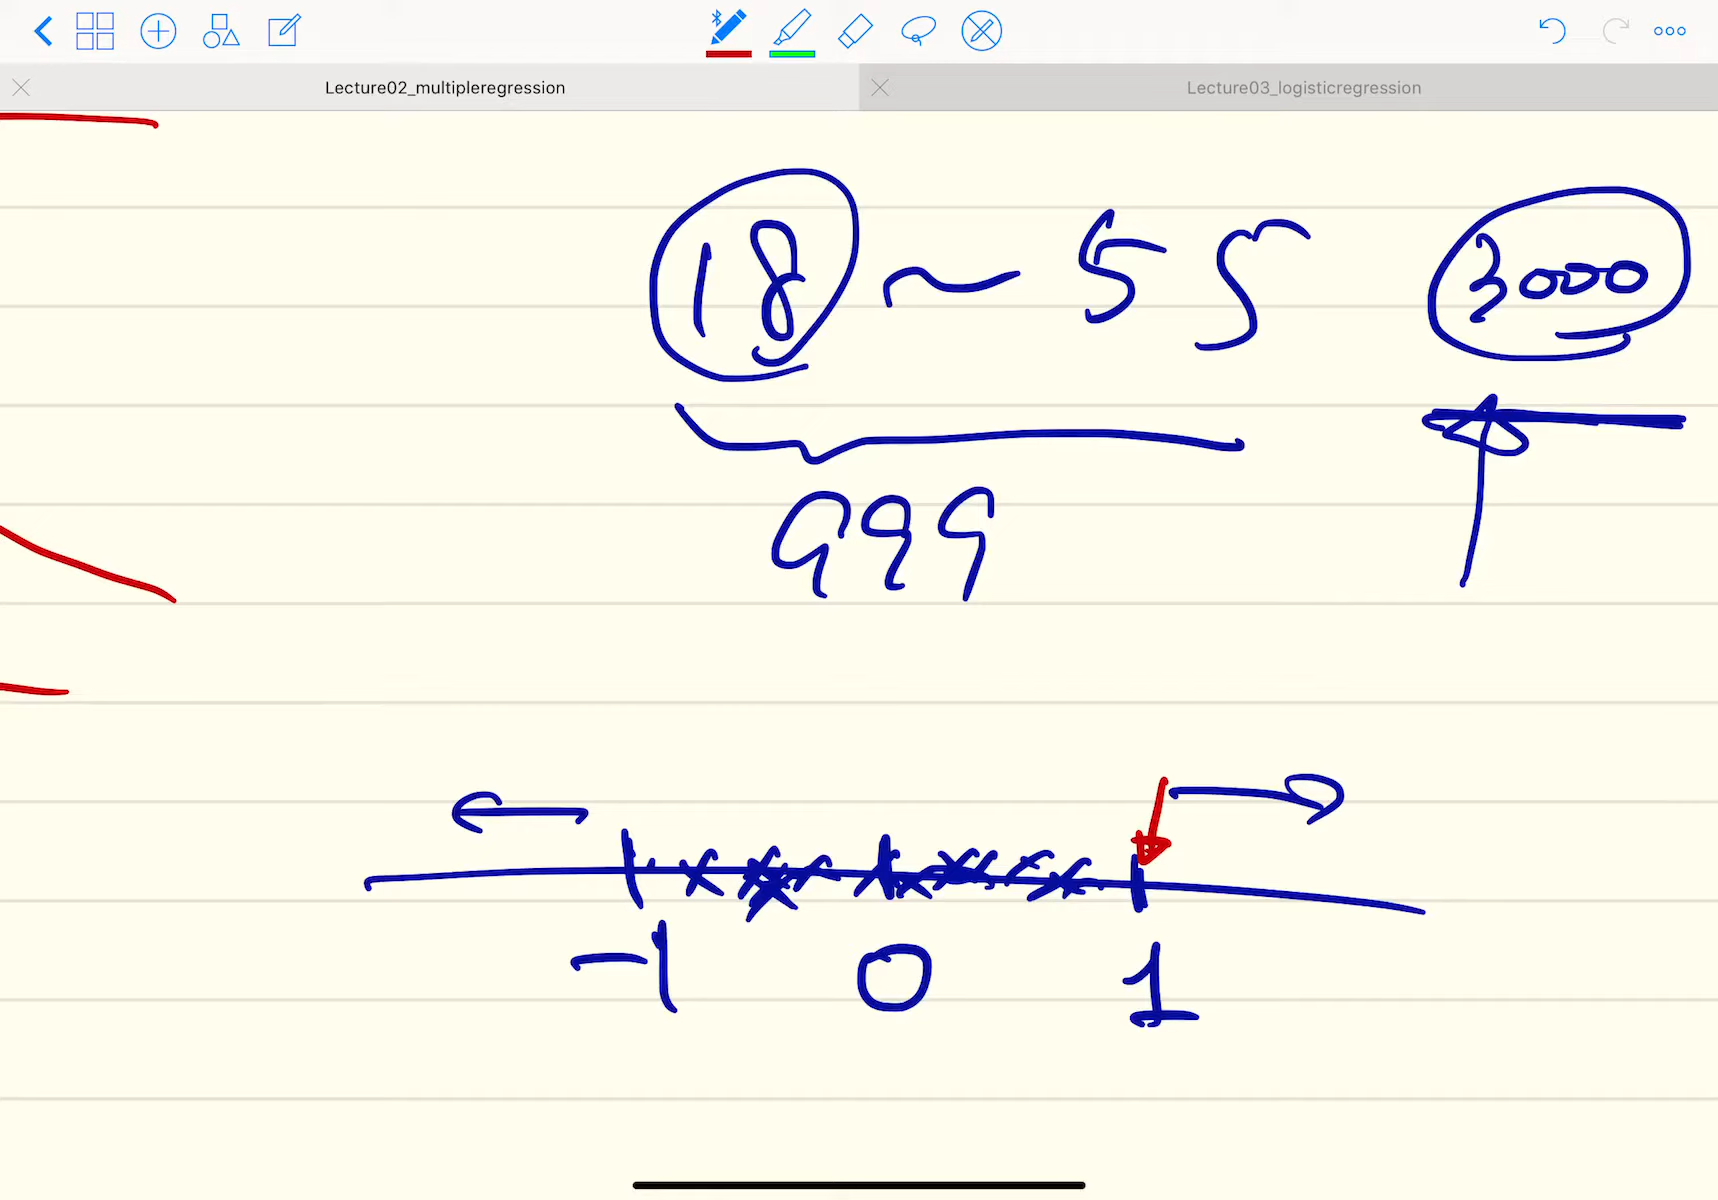 Lecture02_multipleregression
Lecture03_logisticregression
18 ~ 55 3000
999
-1 0 1